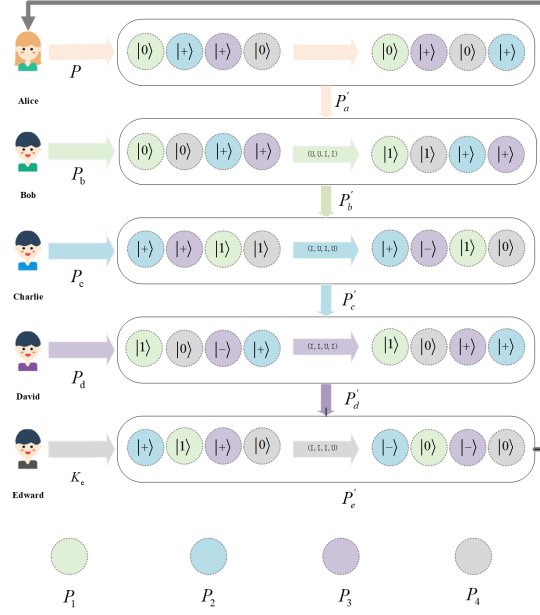 |0⟩ |+⟩ |+⟩ |0⟩ |0⟩ |+⟩ |0⟩ |+⟩
P
Alice
P'a
|0⟩ |0⟩ |+⟩ |+⟩ (U,U,I,I) |1⟩ |1⟩ |+⟩ |+⟩
Pb
Bob
P'b
|+⟩ |+⟩ |1⟩ |1⟩ (I,U,I,U) |+⟩ |−⟩ |1⟩ |0⟩
Pc
Charlie
P'c
|1⟩ |0⟩ |−⟩ |+⟩ (I,I,U,I) |1⟩ |0⟩ |+⟩ |+⟩
Pd
David
P'd
|+⟩ |1⟩ |+⟩ |0⟩ (I,I,I,U) |−⟩ |0⟩ |−⟩ |0⟩
Ke
Edward
P'e
P1 P2 P3 P4